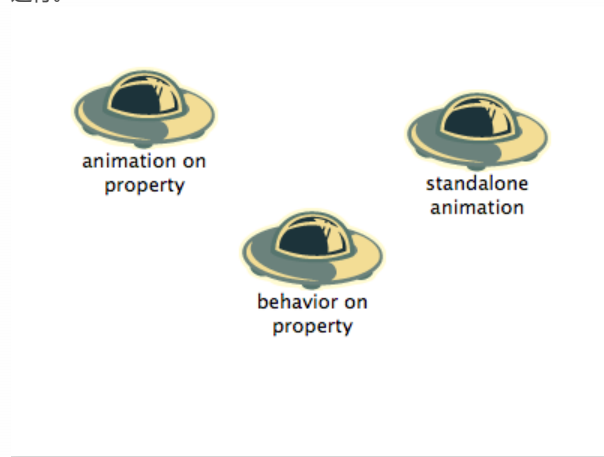 animation on
property
standalone
animation
behavior on
property